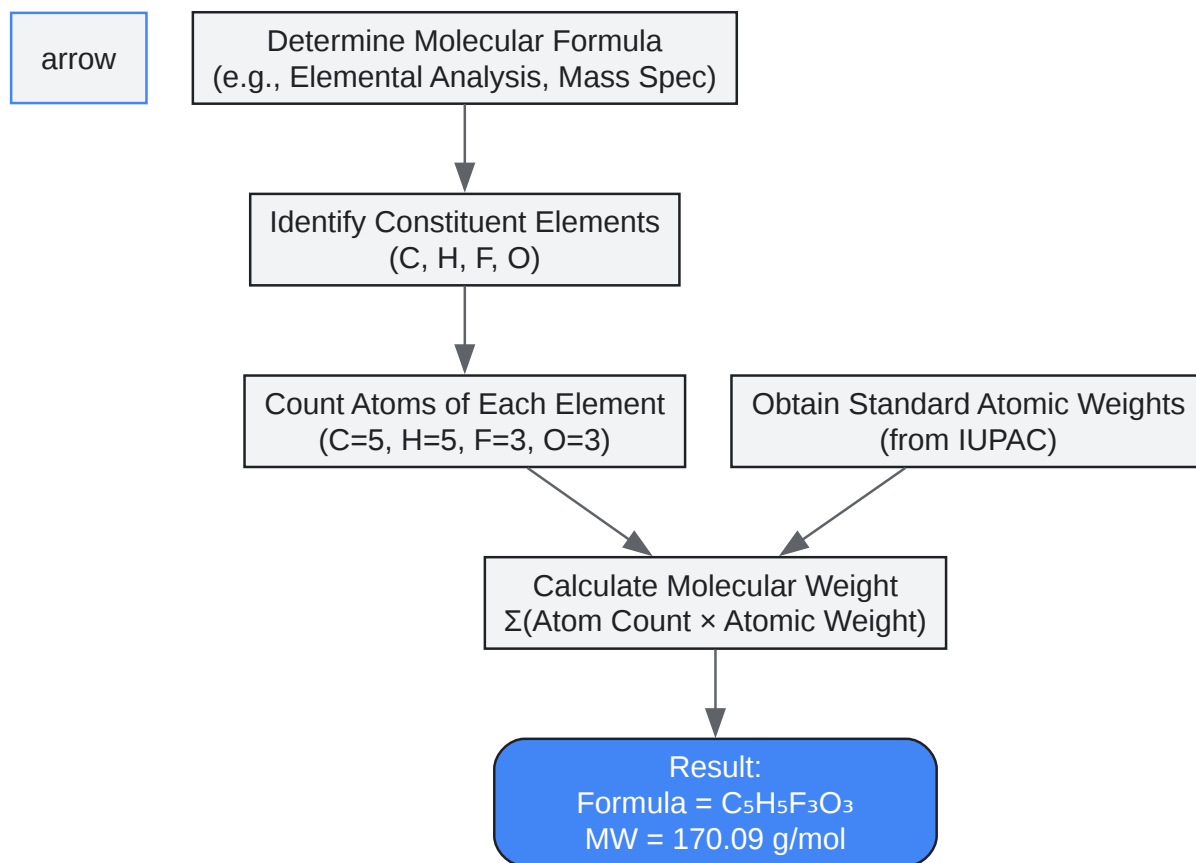 arrow
Determine Molecular Formula
(e.g., Elemental Analysis, Mass Spec)
Identify Constituent Elements
(C, H, F, O)
Count Atoms of Each Element
(C=5, H=5, F=3, O=3)
Obtain Standard Atomic Weights
(from IUPAC)
Calculate Molecular Weight
Σ(Atom Count × Atomic Weight)
Result:
Formula = C₅H₅F₃O₃
MW = 170.09 g/mol